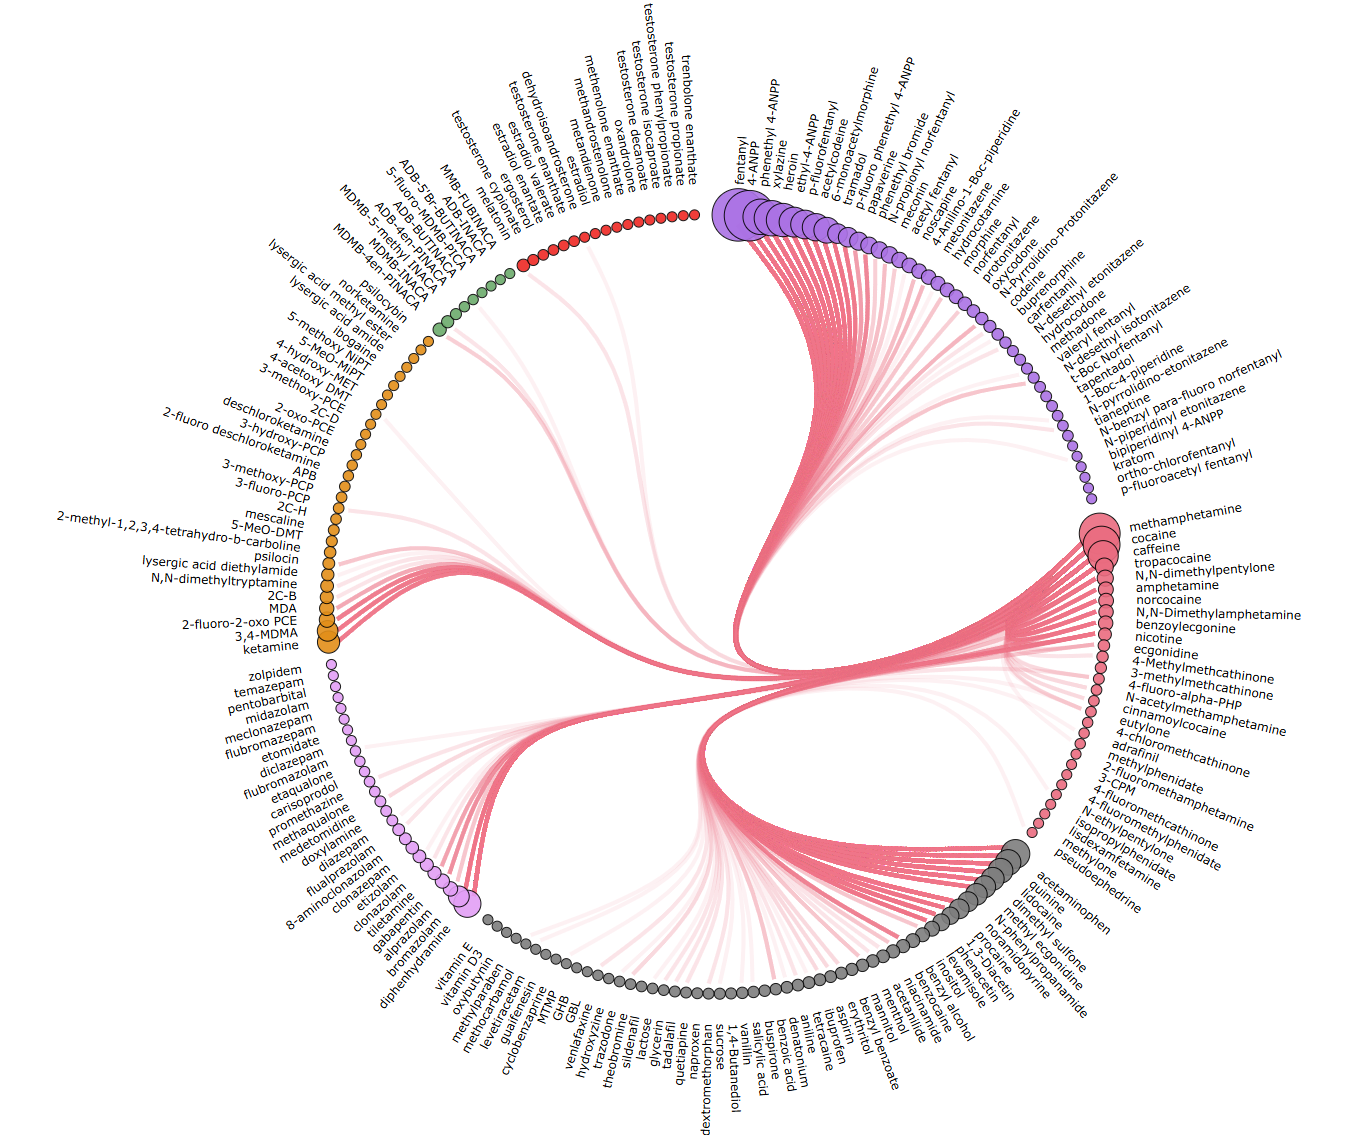 fentanyl
4-ANPP
phenethyl 4-ANPP
xylazine
heroin
ethyl-4-ANPP
p-fluorofentanyl
acetylcodeine
6-monoacetylmorphine
tramadol
p-fluoro phenethyl 4-ANPP
papaverine
phenethyl bromide
N-propionyl norfentanyl
meconin
acetyl fentanyl
noscapine
4-Anilino-1-Boc-piperidine
metonitazene
hydrocotarnine
morphine
norfentanyl
protonitazene
oxycodone
N-Pyrrolidino-Protonitazene
codeine
buprenorphine
carfentanil
N-desethyl etonitazene
hydrocodone
methadone
valeryl fentanyl
N-desethyl isotonitazene
t-Boc Norfentanyl
tapentadol
1-Boc-4-piperidine
N-pyrrolidino-etonitazene
tianeptine
N-benzyl para-fluoro norfentanyl
N-piperidinyl etonitazene
bipiperidinyl 4-ANPP
kratom
ortho-chlorofentanyl
p-fluoroacetyl fentanyl
methamphetamine
cocaine
caffeine
tropacocaine
N,N-dimethylpentylone
amphetamine
norcocaine
N,N-Dimethylamphetamine
benzoylecgonine
nicotine
ecgonidine
4-Methylmethcathinone
3-methylmethcathinone
4-fluoro-alpha-PHP
N-acetylmethamphetamine
cinnamoylcocaine
eutylone
4-chloromethcathinone
adrafinil
methylphenidate
2-fluoromethamphetamine
3-CPM
4-fluoromethcathinone
4-fluoromethylphenidate
N-ethylpentylone
isopropylphenidate
lisdexamfetamine
methylone
pseudoephedrine
acetaminophen
quinine
lidocaine
dimethyl sulfone
methyl ecgonidine
N-phenylpropanamide
noramidopyrine
procaine
1,3-Diacetin
phenacetin
levamisole
inositol
benzyl alcohol
benzocaine
niacinamide
acetanilide
menthol
mannitol
benzyl benzoate
erythritol
aspirin
ibuprofen
tetracaine
aniline
denatonium
benzoic acid
buspirone
salicylic acid
vanillin
1,4-Butanediol
sucrose
dextromethorphan
naproxen
quetiapine
tadalafil
glycerin
lactose
sildenafil
theobromine
trazodone
hydroxyzine
venlafaxine
GBL
GHB
MTMP
cyclobenzaprine
guaifenesin
levetiracetam
methocarbamol
methylparaben
oxybutynin
vitamin D3
vitamin E
diphenhydramine
bromazolam
alprazolam
gabapentin
tiletamine
clonazolam
etizolam
clonazepam
8-aminoclonazolam
flualprazolam
diazepam
doxylamine
medetomidine
methaqualone
promethazine
carisoprodol
etaqualone
flubromazolam
diclazepam
etomidate
flubromazepam
meclonazepam
midazolam
pentobarbital
temazepam
zolpidem
ketamine
3,4-MDMA
2-fluoro-2-oxo PCE
MDA
2C-B
N,N-dimethyltryptamine
lysergic acid diethylamide
psilocin
2-methyl-1,2,3,4-tetrahydro-b-carboline
5-MeO-DMT
mescaline
2C-H
3-fluoro-PCP
3-methoxy-PCP
APB
2-fluoro deschloroketamine
3-hydroxy-PCP
deschloroketamine
2-oxo-PCE
2C-D
3-methoxy-PCE
4-acetoxy DMT
4-hydroxy-MET
5-MeO-MiPT
5-methoxy NiPT
ibogaine
lysergic acid amide
lysergic acid methyl ester
norketamine
psilocybin
MDMB-4en-PINACA
MDMB-INACA
MDMB-5-methyl INACA
ADB-4en-PINACA
ADB-BUTINACA
5-fluoro-MDMB-PICA
ADB-5'Br-BUTINACA
ADB-INACA
MMB-FUBINACA
melatonin
testosterone cypionate
ergosterol
estradiol enantate
estradiol valerate
testosterone enanthate
dehydroisoandrosterone
estradiol
metandienone
methandrostenolone
methenolone enanthate
oxandrolone
testosterone decanoate
testosterone isocaproate
testosterone phenylpropionate
testosterone propionate
trenbolone enanthate